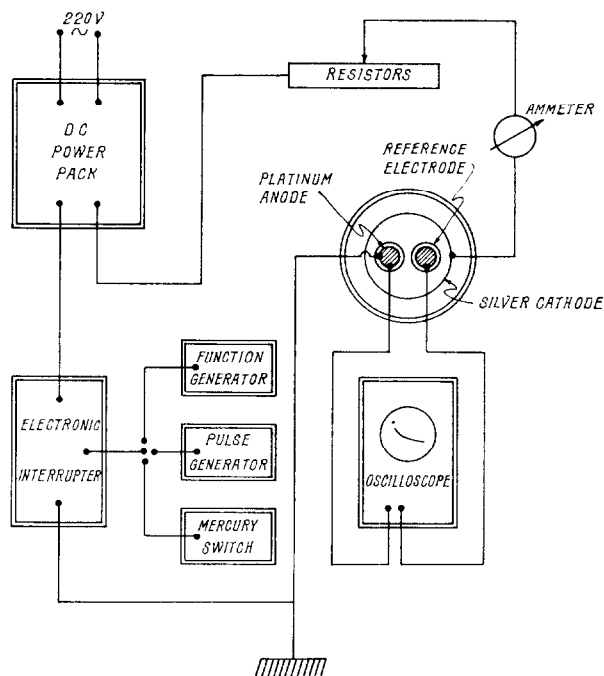 220V
~
DC
POWER
PACK
RESISTORS
AMMETER
REFERENCE
ELECTRODE
PLATINUM
ANODE
SILVER CATHODE
FUNCTION
GENERATOR
ELECTRONIC
INTERRUPTER
PULSE
GENERATOR
MERCURY
SWITCH
OSCILLOSCOPE